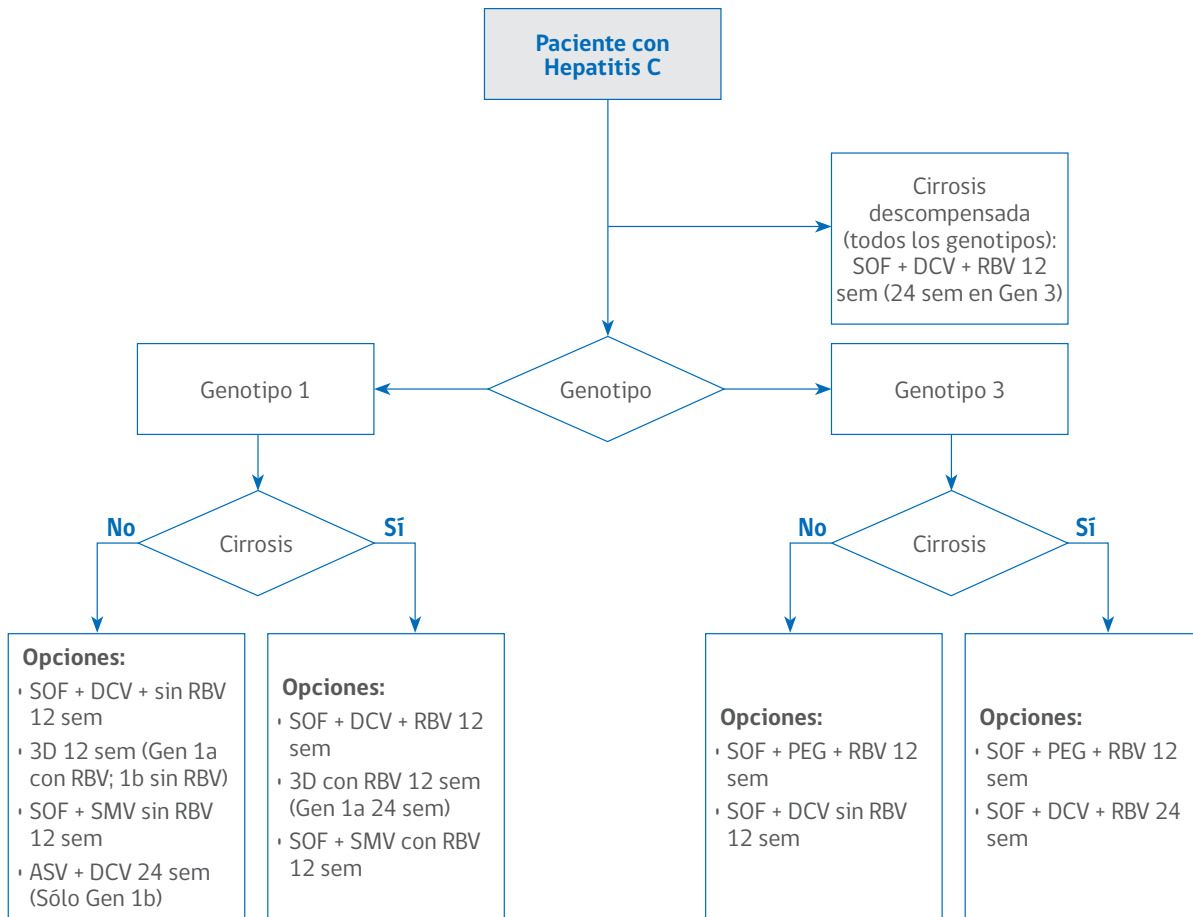 Paciente con
Hepatitis C
Cirrosis
descompensada
(todos los genotipos):
SOF + DCV + RBV 12
sem (24 sem en Gen 3)
Genotipo 1
Genotipo
Genotipo 3
No
Cirrosis
Sí
No
Cirrosis
Sí
Opciones:
• SOF + DCV + sin RBV
12 sem
• 3D 12 sem (Gen 1a
con RBV; 1b sin RBV)
• SOF + SMV sin RBV
12 sem
• ASV + DCV 24 sem
(Sólo Gen 1b)
Opciones:
• SOF + DCV + RBV 12
sem
• 3D con RBV 12 sem
(Gen 1a 24 sem)
• SOF + SMV con RBV
12 sem
Opciones:
• SOF + PEG + RBV 12
sem
• SOF + DCV sin RBV
12 sem
Opciones:
• SOF + PEG + RBV 12
sem
• SOF + DCV + RBV 24
sem